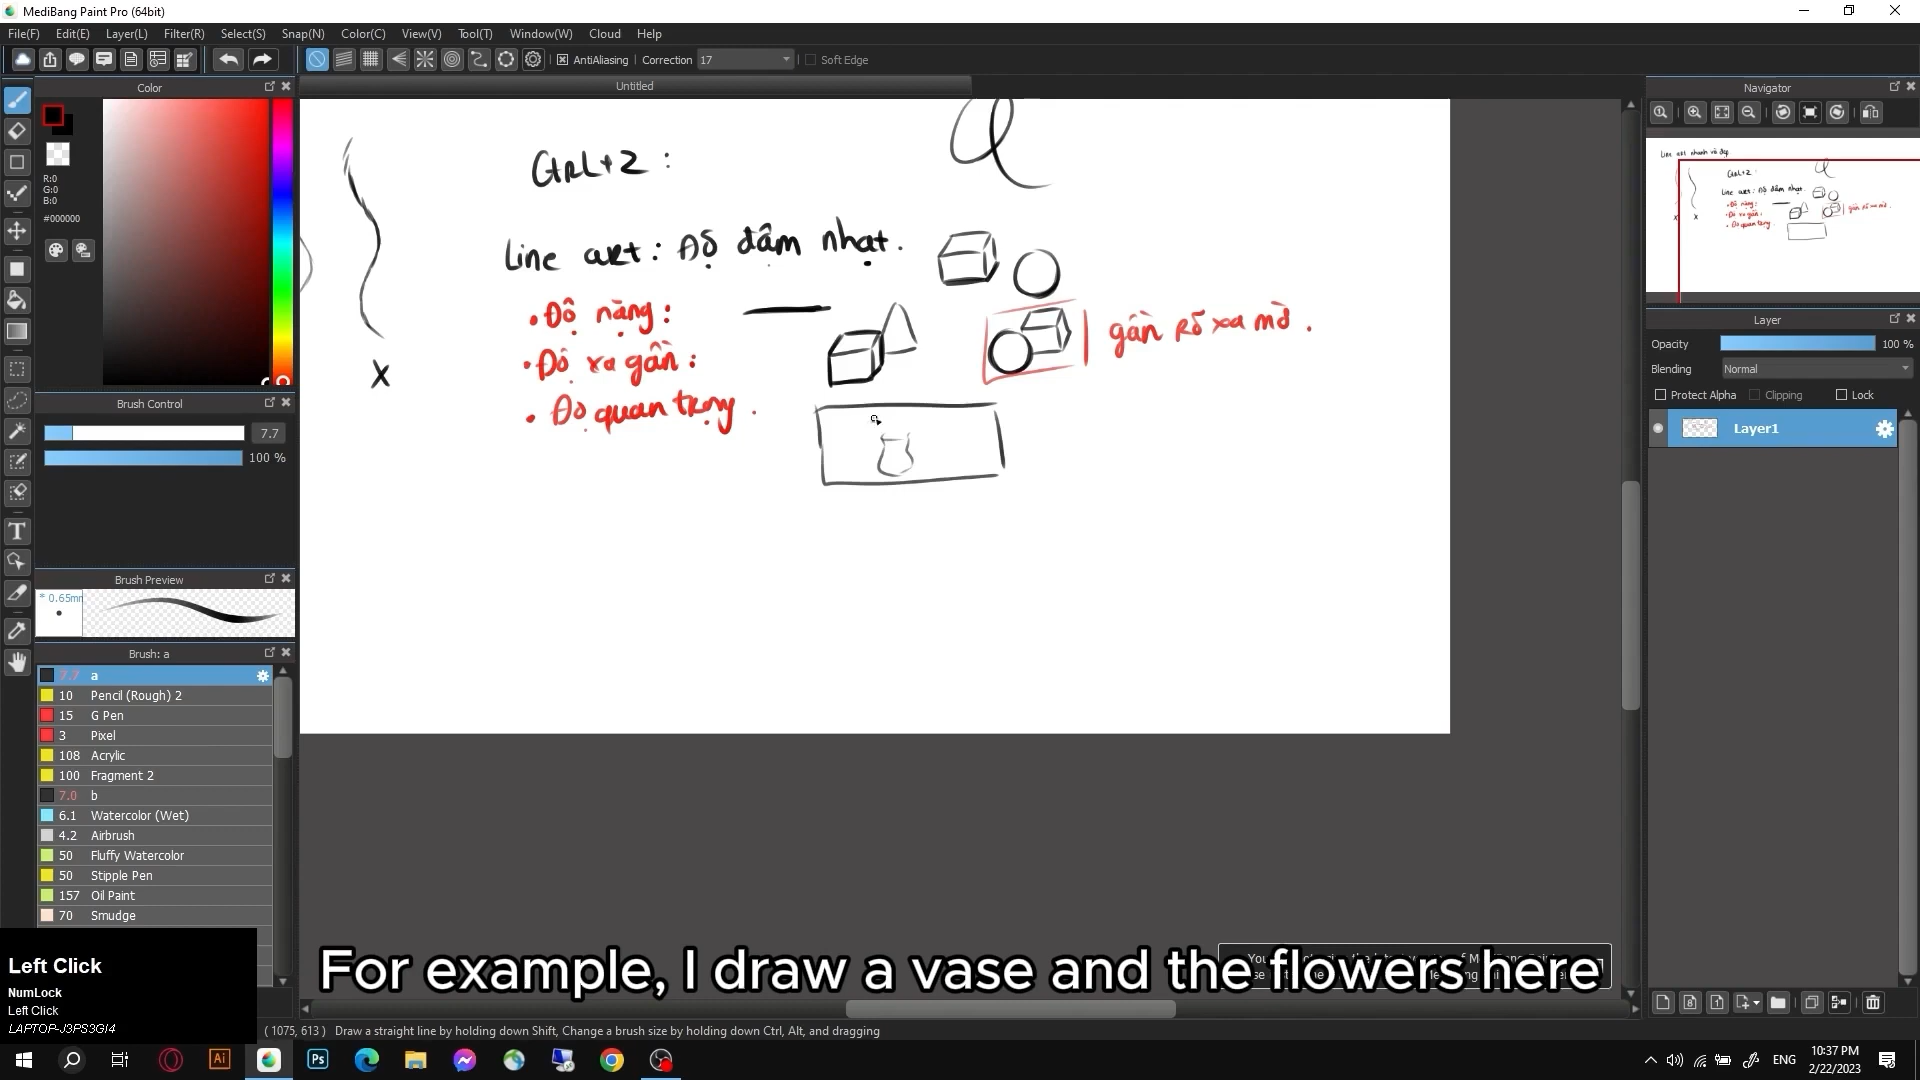 MediBang Paint Pro (64bit)
File(F) Edit(E) Layer(L) Filter(R) Select(S) Snap(N) Color(C) View(V) Tool(T) Window(W) Cloud Help
AntiAliasing Correction 17 Soft Edge
Color
Untitled
Navigator
R:0
G:0
B:0
#000000
Ctrl+Z :
Line art : Độ đậm nhạt .
• Độ nặng :
• Độ xa gần :
• Độ quan trọng .
gần rõ xa mờ .
x
Layer
Opacity 100 %
Blending Normal
Protect Alpha Clipping Lock
Layer1
Brush Control
7.7
100 %
Brush Preview
* 0.65mm
Brush: a
7.7 a
10 Pencil (Rough) 2
15 G Pen
3 Pixel
108 Acrylic
100 Fragment 2
7.0 b
6.1 Watercolor (Wet)
4.2 Airbrush
50 Fluffy Watercolor
50 Stipple Pen
157 Oil Paint
70 Smudge
Left Click
NumLock
Left Click
LAPTOP-J3PS3GI4
For example, I draw a vase and the flowers here
( 1075, 613 ) Draw a straight line by holding down Shift, Change a brush size by holding down Ctrl, Alt, and dragging
ENG
10:37 PM
2/22/2023